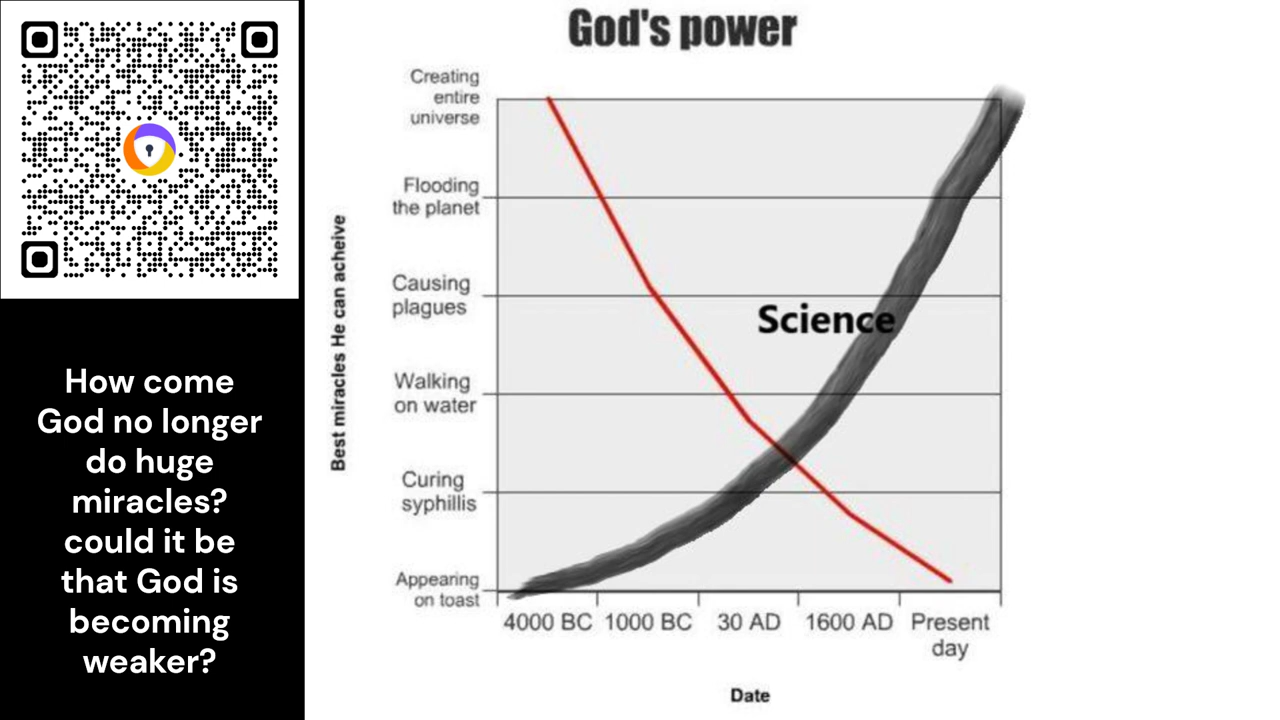 How come
God no longer
do huge
miracles?
could it be
that God is
becoming
weaker?
God's power
Best miracles He can acheive
Creating
entire
universe
Flooding
the planet
Causing
plagues
Walking
on water
Curing
syphillis
Appearing
on toast
Science
4000 BC 1000 BC 30 AD 1600 AD Present
day
Date